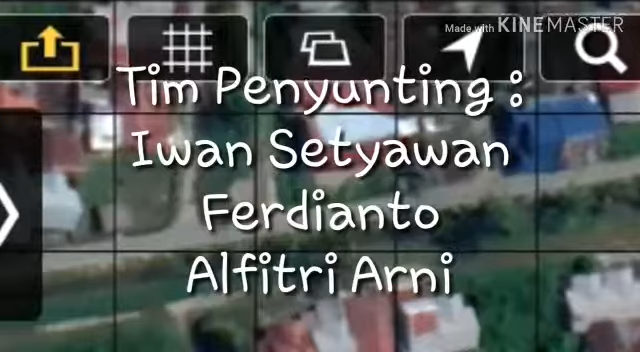 Made with KINEMASTER
Tim Penyunting :
Iwan Setyawan
Ferdianto
Alfitri Arni